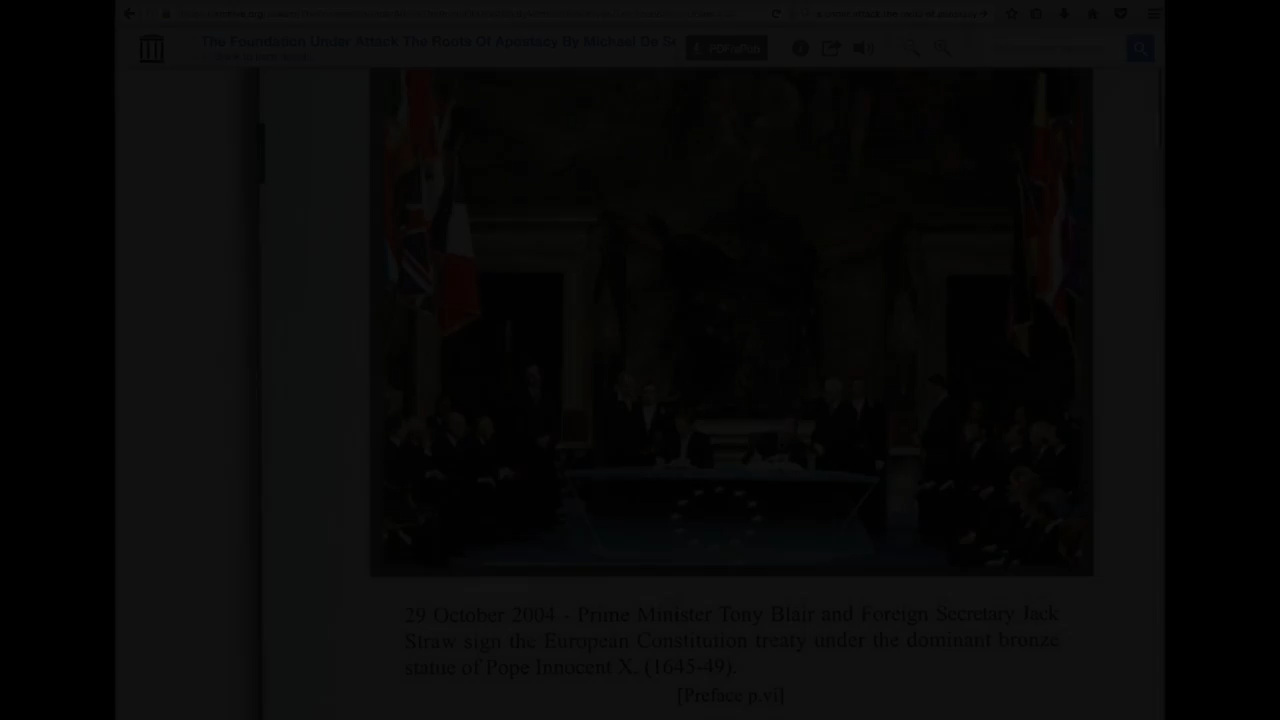 The Foundation Under Attack The Roots Of Apostacy By Michael De Se
29 October 2004 - Prime Minister Tony Blair and Foreign Secretary Jack
Straw sign the European Constitution treaty under the dominant bronze
statue of Pope Innocent X. (1645-49).
[Preface p.vi]